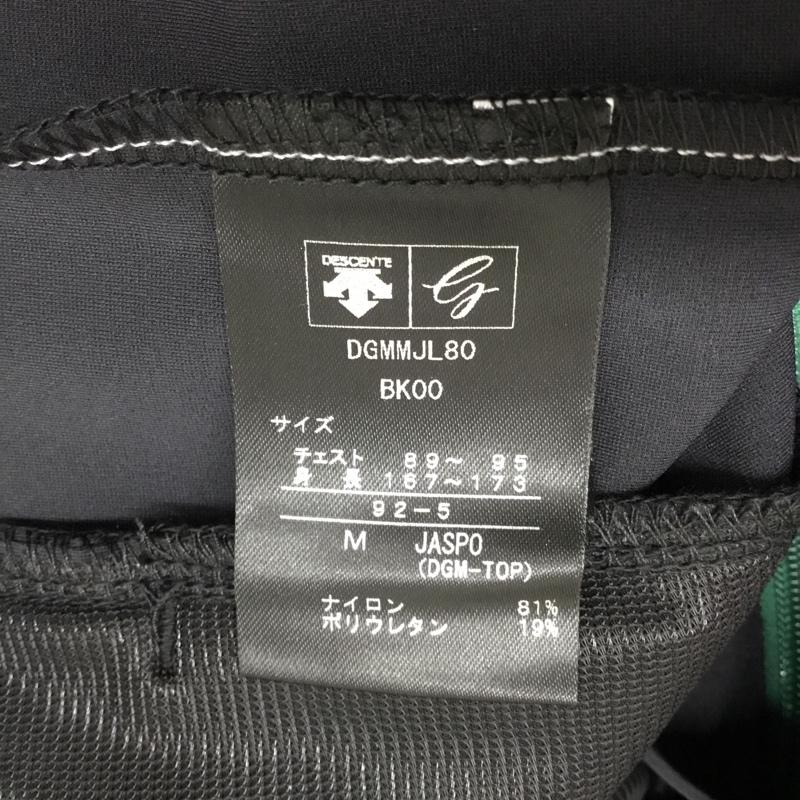 DESCENTE G
DGMMJL80
BK00
サイズ
チェスト 89〜 95
身 長 167〜173
92-5
M JASPO
(DGM-TOP)
ナイロン 81%
ポリウレタン 19%